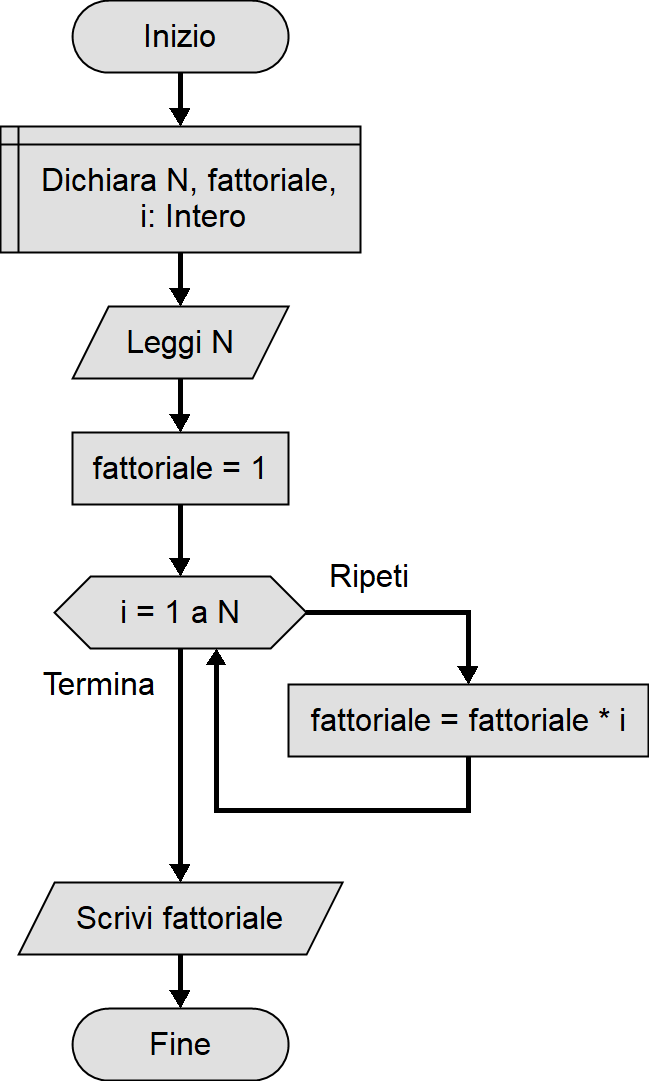 Inizio
Dichiara N, fattoriale,
i: Intero
Leggi N
fattoriale = 1
Ripeti
i = 1 a N
Termina
fattoriale = fattoriale * i
Scrivi fattoriale
Fine